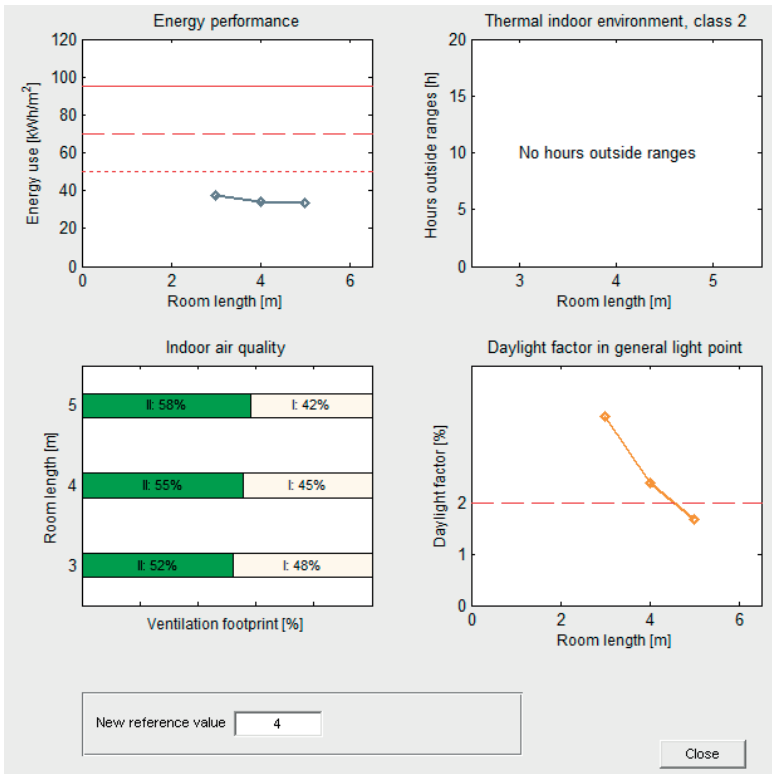 Energy performance
120
100
80
60
40
20
0
Energy use [kWh/m²]
0 2 4 6
Room length [m]
Thermal indoor environment, class 2
20
15
10
5
0
Hours outside ranges [h]
No hours outside ranges
3 4 5
Room length [m]
Indoor air quality
Room length [m]
5 II: 58% I: 42%
4 II: 55% I: 45%
3 II: 52% I: 48%
Ventilation footprint [%]
Daylight factor in general light point
Daylight factor [%]
2
1
0
0 2 4 6
Room length [m]
New reference value 4
Close